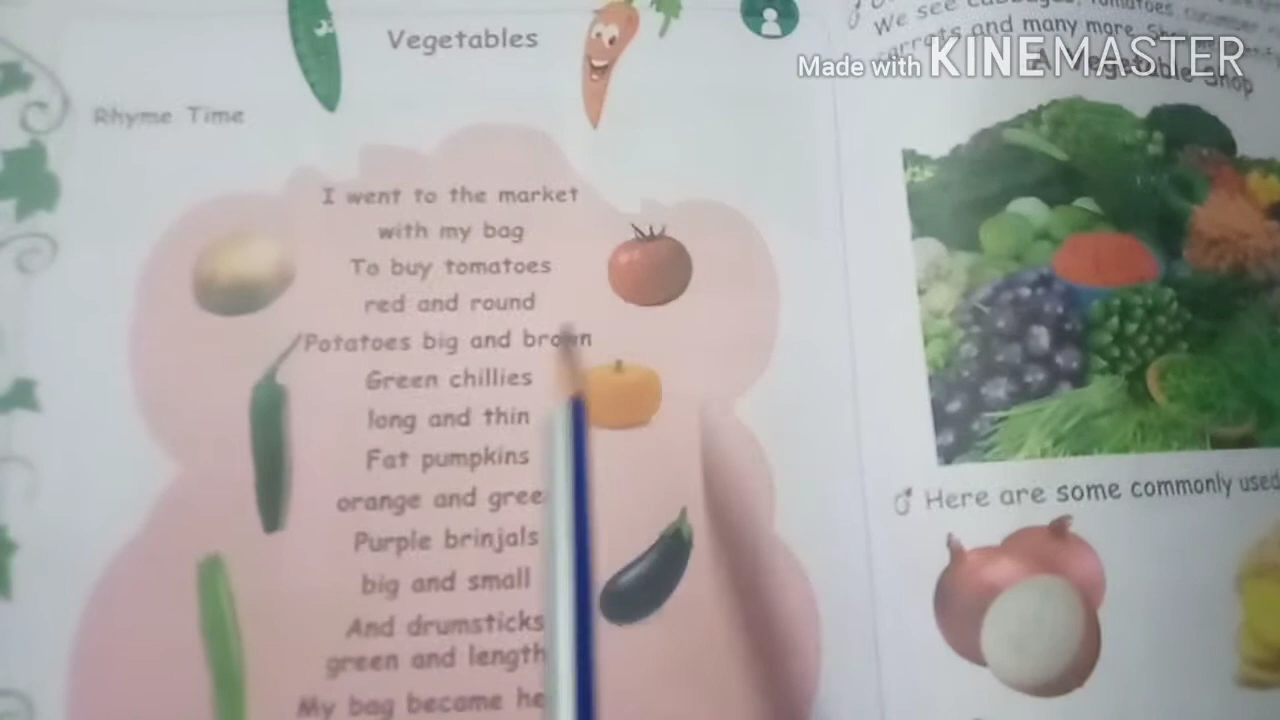 Vegetables
Rhyme Time
I went to the market
with my bag
To buy tomatoes
red and round
Potatoes big and brown
Green chillies
long and thin
Fat pumpkins
orange and gree
Purple brinjals
big and small
And drumsticks
green and length
My bag became he
We see cabbages, tomatoes cucumber
carrots and many more
A Vegetable Shop
Made with KINEMASTER
Here are some commonly used